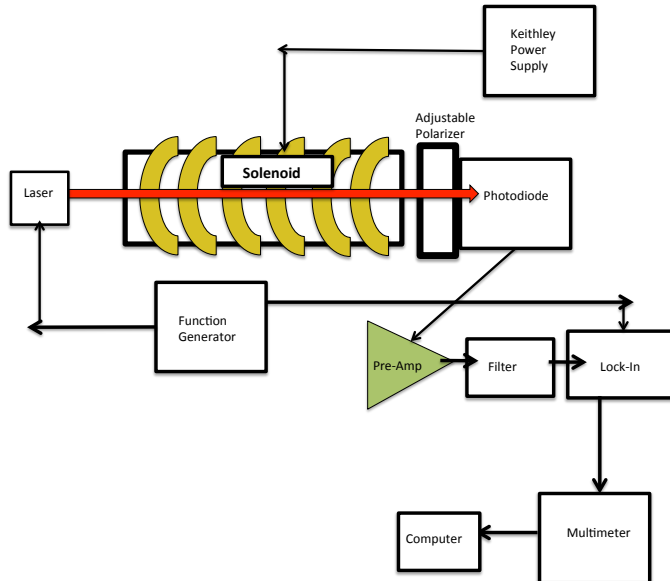 Keithley
Power
Supply
Adjustable
Polarizer
Solenoid
Laser
Photodiode
Function
Generator
Pre-Amp
Filter
Lock-In
Computer
Multimeter